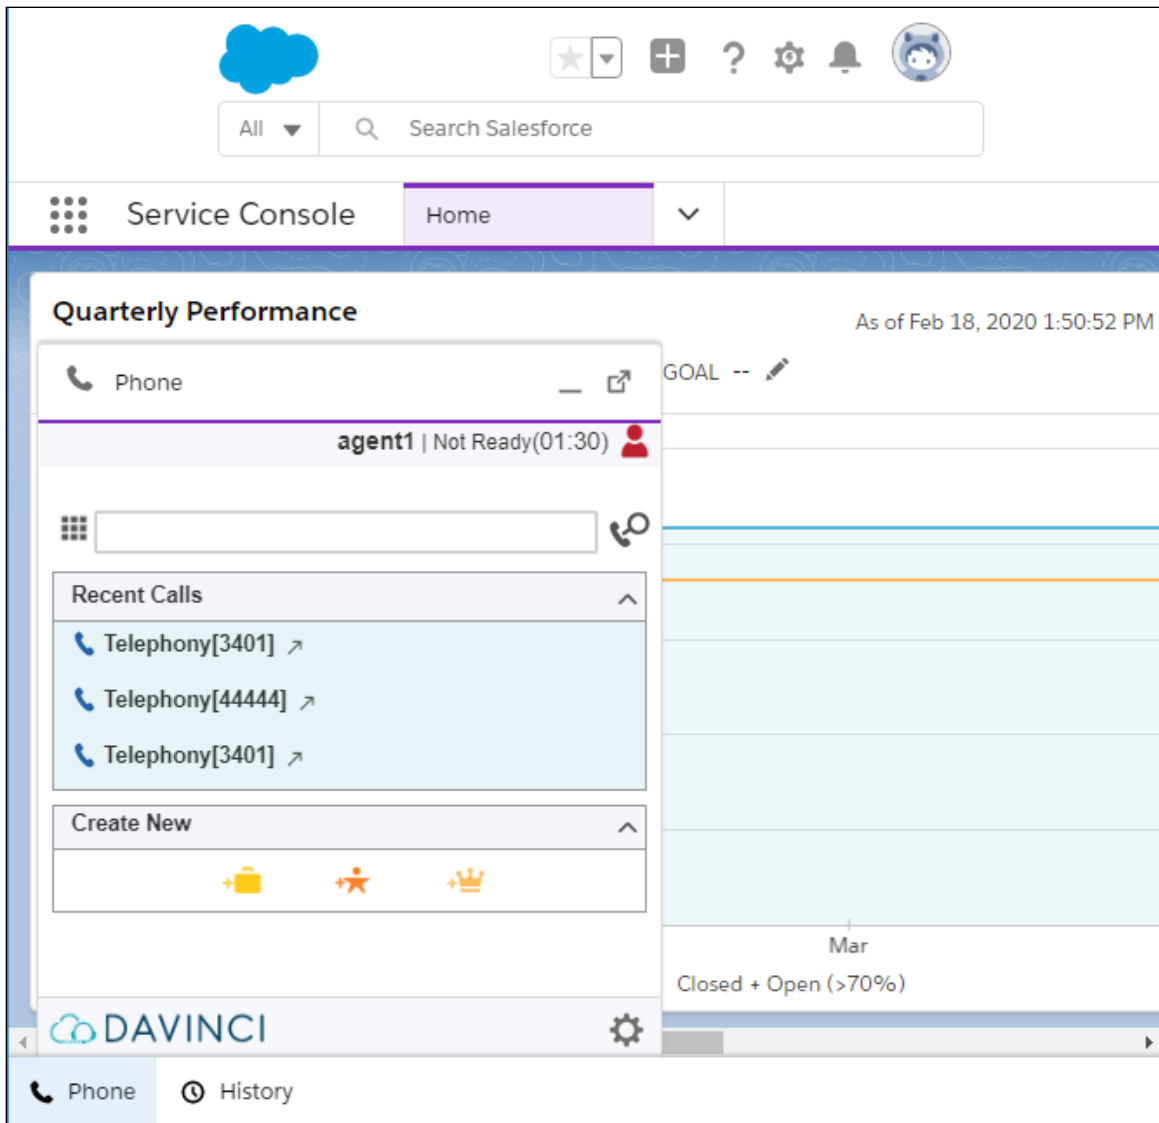 All
Search Salesforce
Service Console
Home
Quarterly Performance
As of Feb 18, 2020 1:50:52 PM
Phone
GOAL --
agent1 | Not Ready(01:30)
Recent Calls
Telephony[3401]
Telephony[44444]
Telephony[3401]
Create New
Mar
Closed + Open (>70%)
DAVINCI
Phone
History